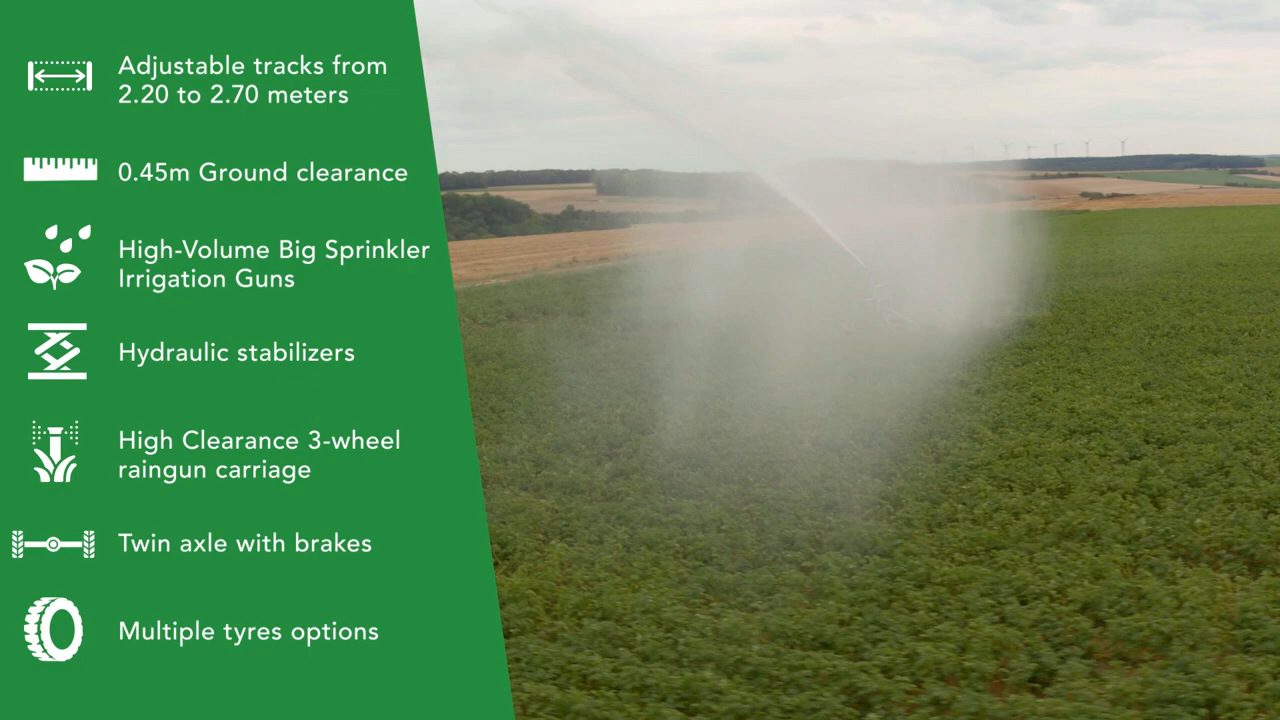 Adjustable tracks from
2.20 to 2.70 meters
0.45m Ground clearance
High-Volume Big Sprinkler
Irrigation Guns
Hydraulic stabilizers
High Clearance 3-wheel
raingun carriage
Twin axle with brakes
Multiple tyres options